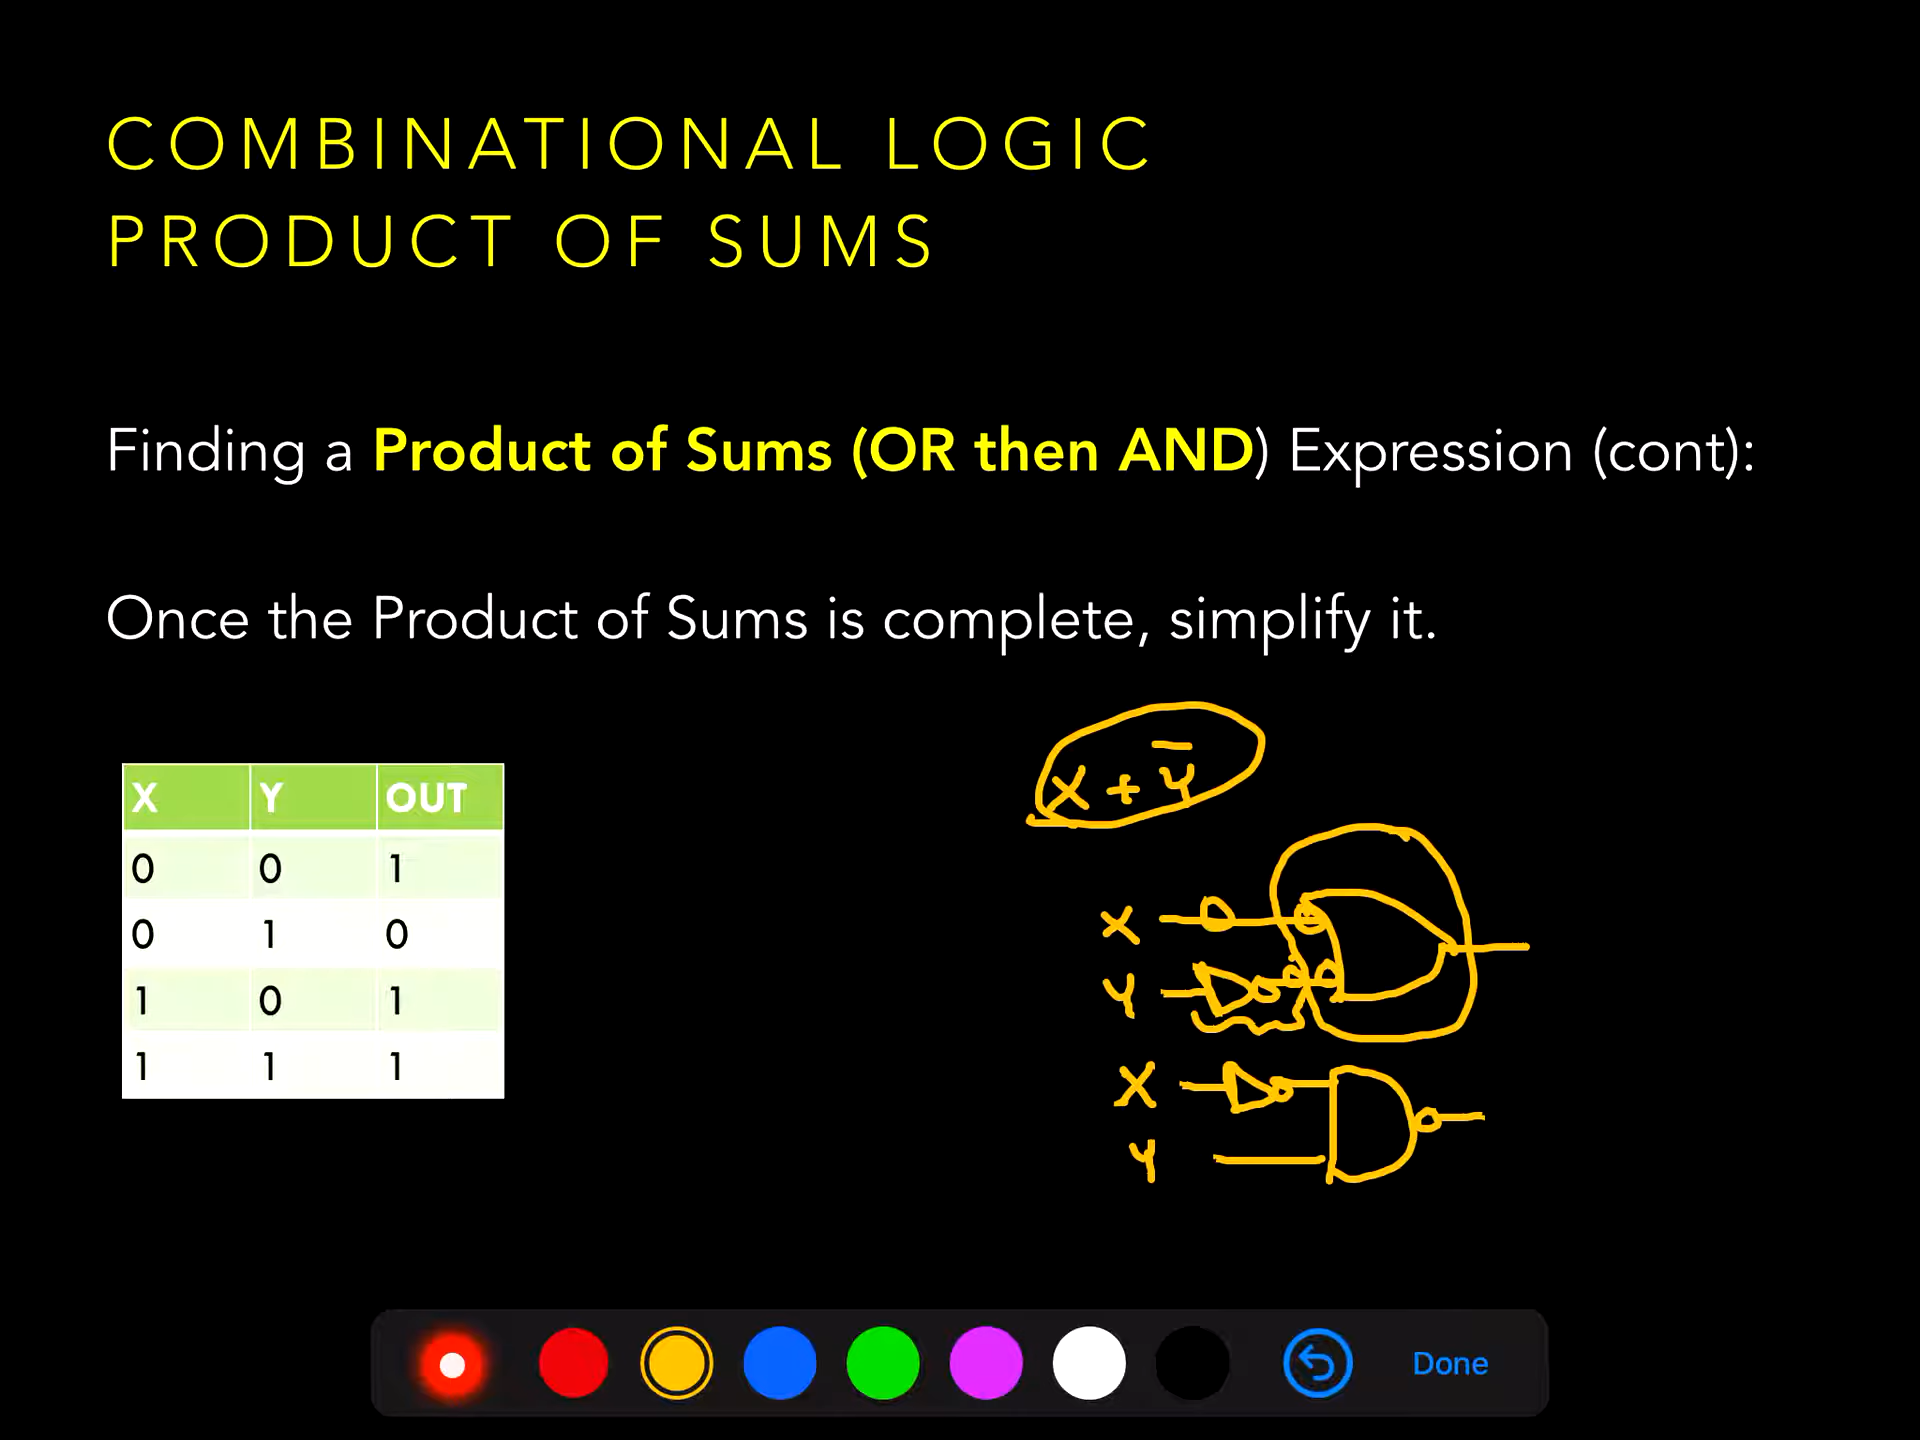 COMBINATIONAL LOGIC
PRODUCT OF SUMS
Finding a Product of Sums (OR then AND) Expression (cont):
Once the Product of Sums is complete, simplify it.
X Y OUT
0 0 1
0 1 0
1 0 1
1 1 1
X + Y̅
X
Y
X
Y
Done